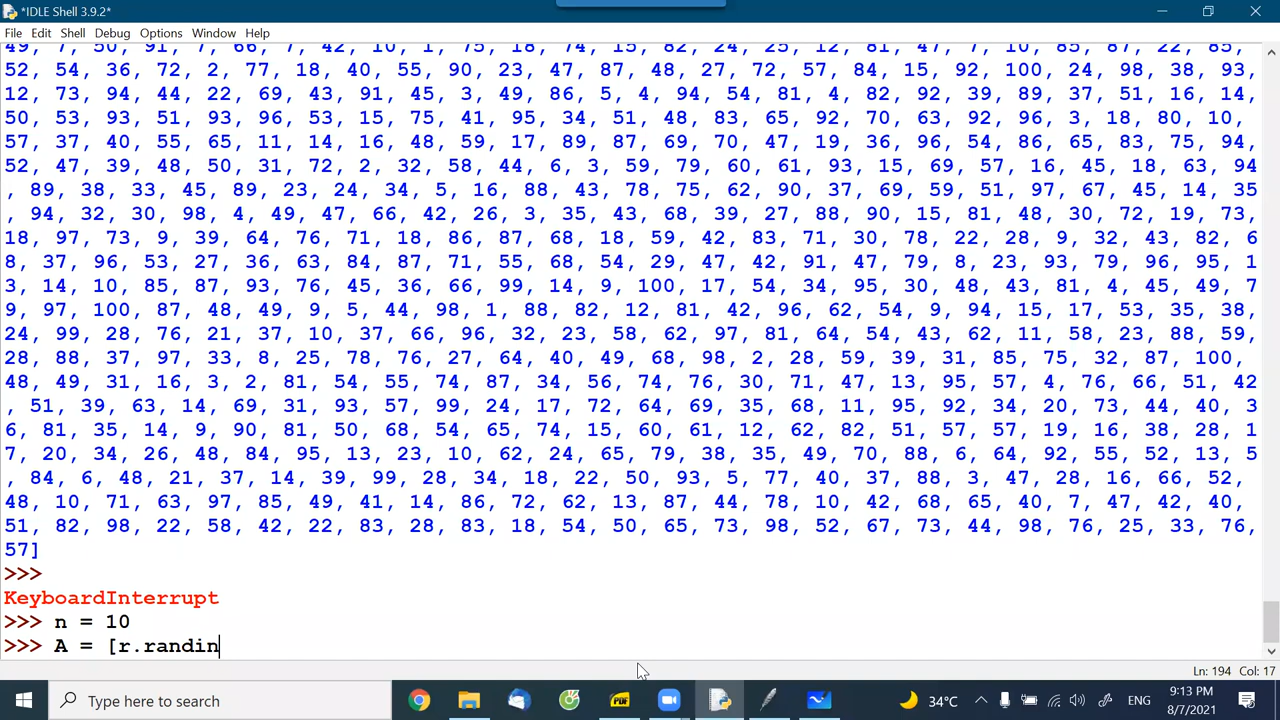 *IDLE Shell 3.9.2*
File Edit Shell Debug Options Window Help
49, 7, 50, 91, 7, 66, 7, 42, 10, 1, 75, 18, 74, 15, 82, 24, 25, 12, 81, 47, 7, 10, 85, 87, 22, 85,
52, 54, 36, 72, 2, 77, 18, 40, 55, 90, 23, 47, 87, 48, 27, 72, 57, 84, 15, 92, 100, 24, 98, 38, 93,
12, 73, 94, 44, 22, 69, 43, 91, 45, 3, 49, 86, 5, 4, 94, 54, 81, 4, 82, 92, 39, 89, 37, 51, 16, 14,
50, 53, 93, 51, 93, 96, 53, 15, 75, 41, 95, 34, 51, 48, 83, 65, 92, 70, 63, 92, 96, 3, 18, 80, 10,
57, 37, 40, 55, 65, 11, 14, 16, 48, 59, 17, 89, 87, 69, 70, 47, 19, 36, 96, 54, 86, 65, 83, 75, 94,
52, 47, 39, 48, 50, 31, 72, 2, 32, 58, 44, 6, 3, 59, 79, 60, 61, 93, 15, 69, 57, 16, 45, 18, 63, 94
, 89, 38, 33, 45, 89, 23, 24, 34, 5, 16, 88, 43, 78, 75, 62, 90, 37, 69, 59, 51, 97, 67, 45, 14, 35
, 94, 32, 30, 98, 4, 49, 47, 66, 42, 26, 3, 35, 43, 68, 39, 27, 88, 90, 15, 81, 48, 30, 72, 19, 73,
18, 97, 73, 9, 39, 64, 76, 71, 18, 86, 87, 68, 18, 59, 42, 83, 71, 30, 78, 22, 28, 9, 32, 43, 82, 6
8, 37, 96, 53, 27, 36, 63, 84, 87, 71, 55, 68, 54, 29, 47, 42, 91, 47, 79, 8, 23, 93, 79, 96, 95, 1
3, 14, 10, 85, 87, 93, 76, 45, 36, 66, 99, 14, 9, 100, 17, 54, 34, 95, 30, 48, 43, 81, 4, 45, 49, 7
9, 97, 100, 87, 48, 49, 9, 5, 44, 98, 1, 88, 82, 12, 81, 42, 96, 62, 54, 9, 94, 15, 17, 53, 35, 38,
24, 99, 28, 76, 21, 37, 10, 37, 66, 96, 32, 23, 58, 62, 97, 81, 64, 54, 43, 62, 11, 58, 23, 88, 59,
28, 88, 37, 97, 33, 8, 25, 78, 76, 27, 64, 40, 49, 68, 98, 2, 28, 59, 39, 31, 85, 75, 32, 87, 100,
48, 49, 31, 16, 3, 2, 81, 54, 55, 74, 87, 34, 56, 74, 76, 30, 71, 47, 13, 95, 57, 4, 76, 66, 51, 42
, 51, 39, 63, 14, 69, 31, 93, 57, 99, 24, 17, 72, 64, 69, 35, 68, 11, 95, 92, 34, 20, 73, 44, 40, 3
6, 81, 35, 14, 9, 90, 81, 50, 68, 54, 65, 74, 15, 60, 61, 12, 62, 82, 51, 57, 57, 19, 16, 38, 28, 1
7, 20, 34, 26, 48, 84, 95, 13, 23, 10, 62, 24, 65, 79, 38, 35, 49, 70, 88, 6, 64, 92, 55, 52, 13, 5
, 84, 6, 48, 21, 37, 14, 39, 99, 28, 34, 18, 22, 50, 93, 5, 77, 40, 37, 88, 3, 47, 28, 16, 66, 52,
48, 10, 71, 63, 97, 85, 49, 41, 14, 86, 72, 62, 13, 87, 44, 78, 10, 42, 68, 65, 40, 7, 47, 42, 40,
51, 82, 98, 22, 58, 42, 22, 83, 28, 83, 18, 54, 50, 65, 73, 98, 52, 67, 73, 44, 98, 76, 25, 33, 76,
57]
>>>
KeyboardInterrupt
>>> n = 10
>>> A = [r.randin
Ln: 194 Col: 17
Type here to search
PDF
34°C
ENG
9:13 PM
8/7/2021